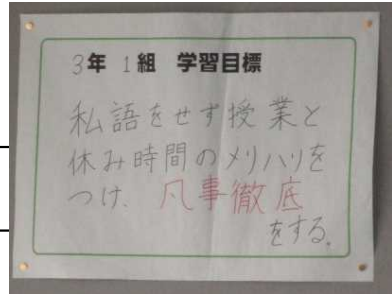 3年 1組 学習目標
私語をせず授業と
休み時間のメリハリを
つけ、凡事徹底
をする。